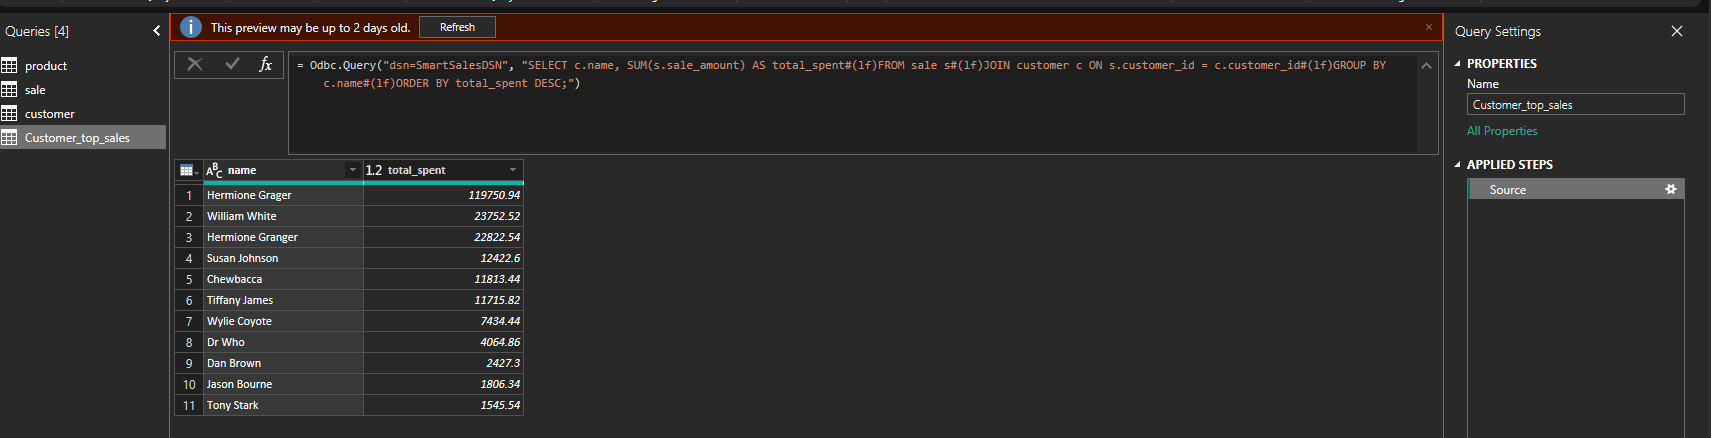 Queries [4]
product
sale
customer
Customer_top_sales
This preview may be up to 2 days old.
Refresh
fx
= Odbc.Query("dsn=SmartSalesDSN", "SELECT c.name, SUM(s.sale_amount) AS total_spent#(lf)FROM sale s#(lf)JOIN customer c ON s.customer_id = c.customer_id#(lf)GROUP BY
c.name#(lf)ORDER BY total_spent DESC;")
ABC name 1.2 total_spent
1 Hermione Grager 119750.94
2 William White 23752.52
3 Hermione Granger 22822.54
4 Susan Johnson 12422.6
5 Chewbacca 11813.44
6 Tiffany James 11715.82
7 Wylie Coyote 7434.44
8 Dr Who 4064.86
9 Dan Brown 2427.3
10 Jason Bourne 1806.34
11 Tony Stark 1545.54
Query Settings
PROPERTIES
Name
Customer_top_sales
All Properties
APPLIED STEPS
Source